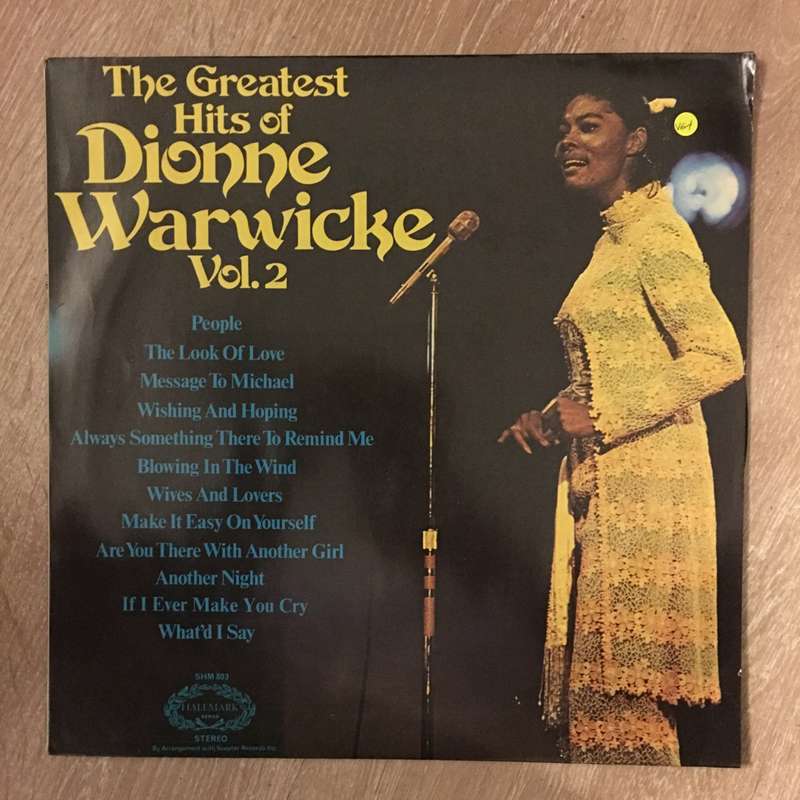 The Greatest
Hits of
Dionne
Warwicke
Vol. 2
People
The Look Of Love
Message To Michael
Wishing And Hoping
Always Something There To Remind Me
Blowing In The Wind
Wives And Lovers
Make It Easy On Yourself
Are You There With Another Girl
Another Night
If I Ever Make You Cry
What'd I Say
SHM 803
HALLMARK
STEREO
By Arrangement with Scepter Records Inc.